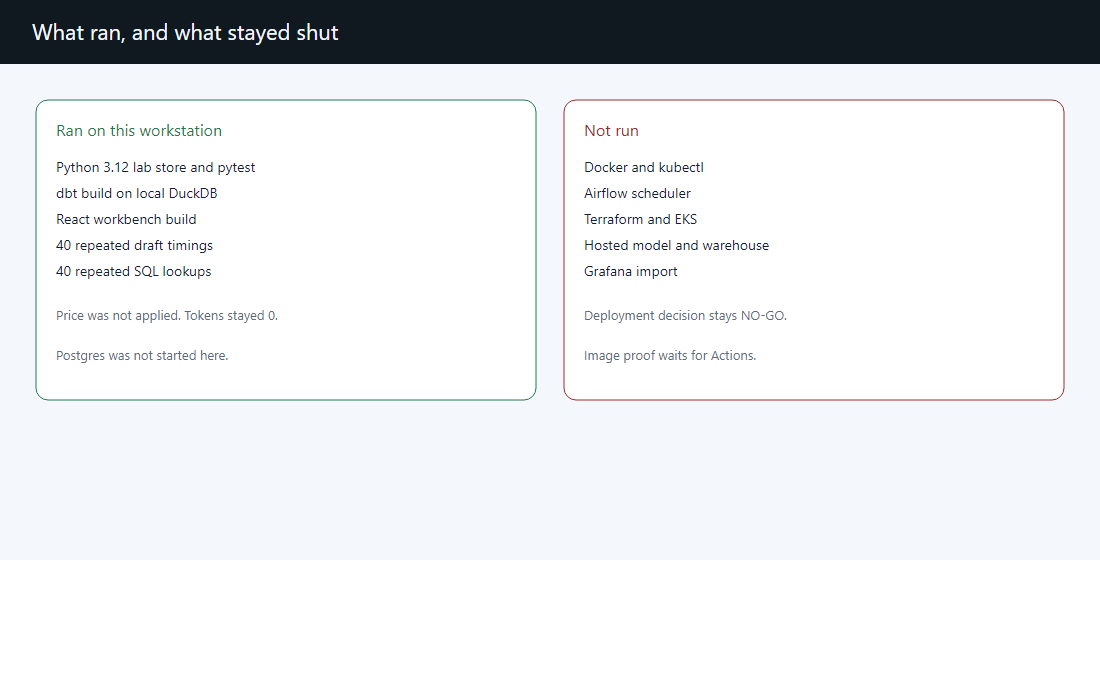 What ran, and what stayed shut
Ran on this workstation
Python 3.12 lab store and pytest
dbt build on local DuckDB
React workbench build
40 repeated draft timings
40 repeated SQL lookups
Price was not applied. Tokens stayed 0.
Postgres was not started here.
Not run
Docker and kubectl
Airflow scheduler
Terraform and EKS
Hosted model and warehouse
Grafana import
Deployment decision stays NO-GO.
Image proof waits for Actions.